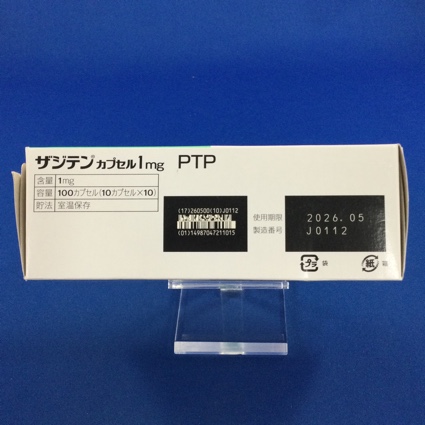 ザジテン®カプセル1mg PTP
含量 1mg
容量 100カプセル(10カプセル×10)
貯法 室温保存
(17)260500(10)J0112
(01)14987047211015
使用期限 2026.05
製造番号 J0112
プラ 袋
紙 箱